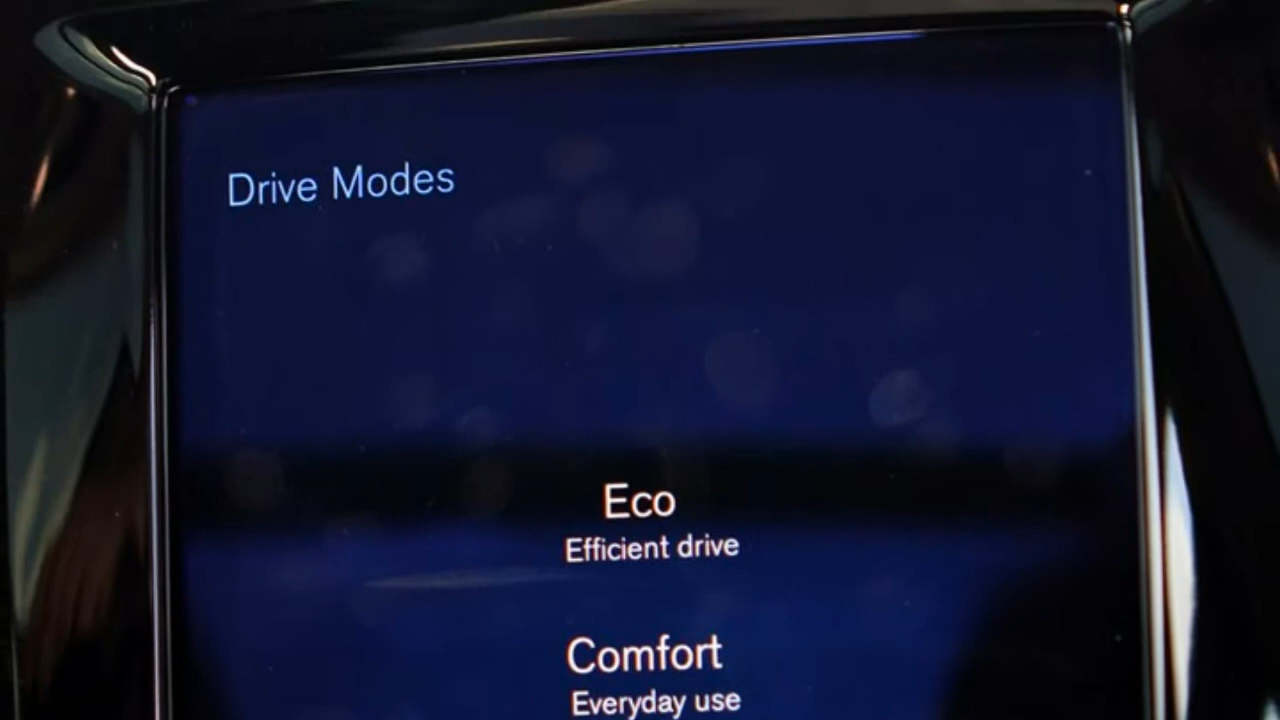 Drive Modes
Eco
Efficient drive
Comfort
Everyday use